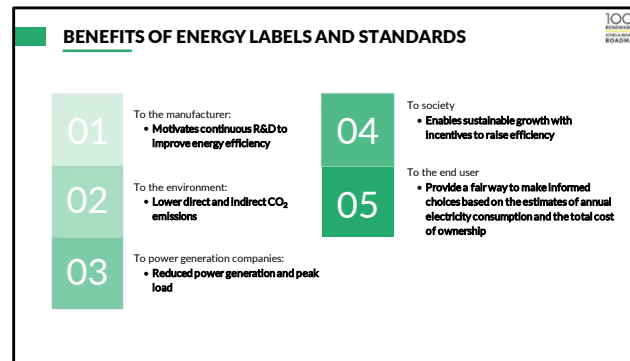 BENEFITS OF ENERGY LABELS AND STANDARDS
100
ROADMA
01
To the manufacturer:
• Motivates continuous R&D to
improve energy efficiency
02
To the environment:
• Lower direct and indirect CO₂
emissions
03
To power generation companies:
• Reduced power generation and peak
load
04
To society
• Enables sustainable growth with
incentives to raise efficiency
05
To the end user
• Provide a fair way to make informed
choices based on the estimates of annual
electricity consumption and the total cost
of ownership